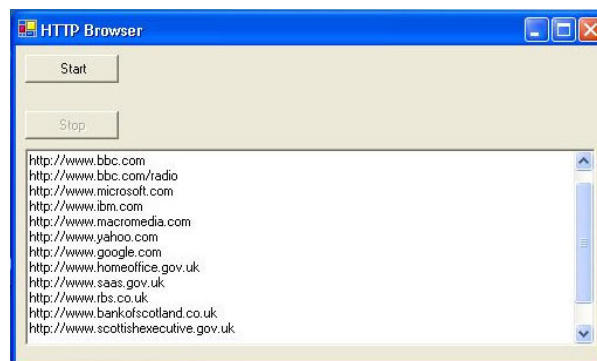 HTTP Browser
Start
Stop
http://www.bbc.com
http://www.bbc.com/radio
http://www.microsoft.com
http://www.ibm.com
http://www.macromedia.com
http://www.yahoo.com
http://www.google.com
http://www.homeoffice.gov.uk
http://www.saas.gov.uk
http://www.rbs.co.uk
http://www.bankofscotland.co.uk
http://www.scottishexecutive.gov.uk